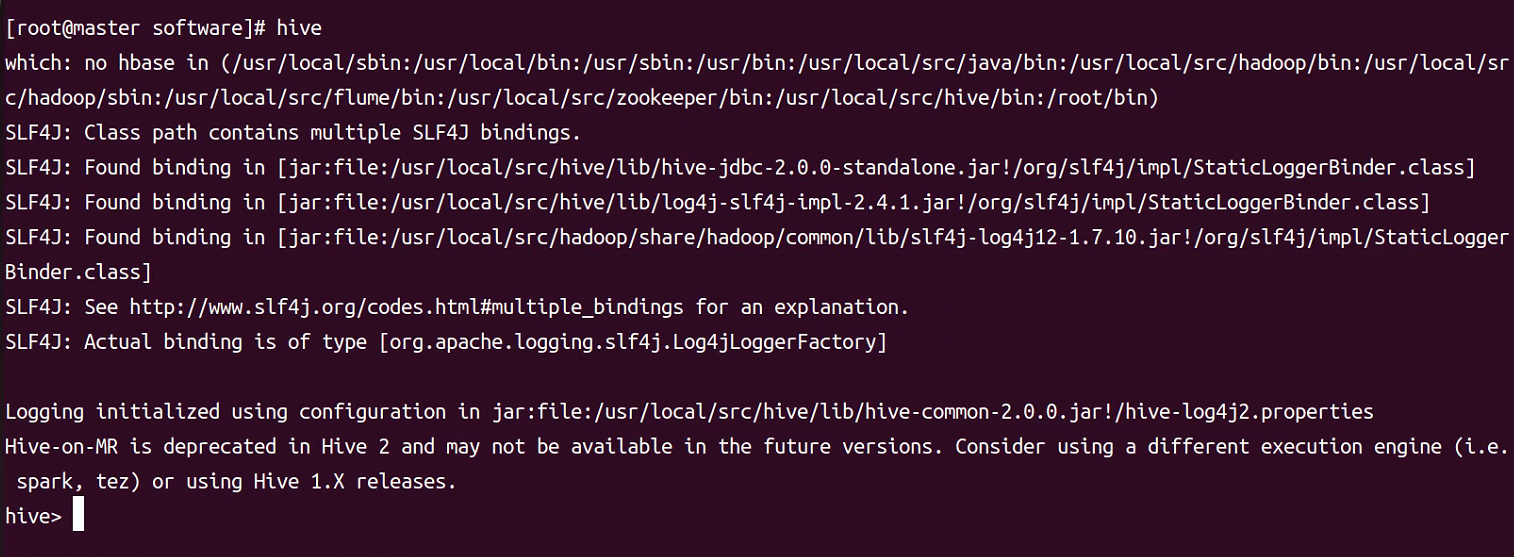 [root@master software]# hive
which: no hbase in (/usr/local/sbin:/usr/local/bin:/usr/sbin:/usr/bin:/usr/local/src/java/bin:/usr/local/src/hadoop/bin:/usr/local/sr
c/hadoop/sbin:/usr/local/src/flume/bin:/usr/local/src/zookeeper/bin:/usr/local/src/hive/bin:/root/bin)
SLF4J: Class path contains multiple SLF4J bindings.
SLF4J: Found binding in [jar:file:/usr/local/src/hive/lib/hive-jdbc-2.0.0-standalone.jar!/org/slf4j/impl/StaticLoggerBinder.class]
SLF4J: Found binding in [jar:file:/usr/local/src/hive/lib/log4j-slf4j-impl-2.4.1.jar!/org/slf4j/impl/StaticLoggerBinder.class]
SLF4J: Found binding in [jar:file:/usr/local/src/hadoop/share/hadoop/common/lib/slf4j-log4j12-1.7.10.jar!/org/slf4j/impl/StaticLogger
Binder.class]
SLF4J: See http://www.slf4j.org/codes.html#multiple_bindings for an explanation.
SLF4J: Actual binding is of type [org.apache.logging.slf4j.Log4jLoggerFactory]
Logging initialized using configuration in jar:file:/usr/local/src/hive/lib/hive-common-2.0.0.jar!/hive-log4j2.properties
Hive-on-MR is deprecated in Hive 2 and may not be available in the future versions. Consider using a different execution engine (i.e.
 spark, tez) or using Hive 1.X releases.
hive>